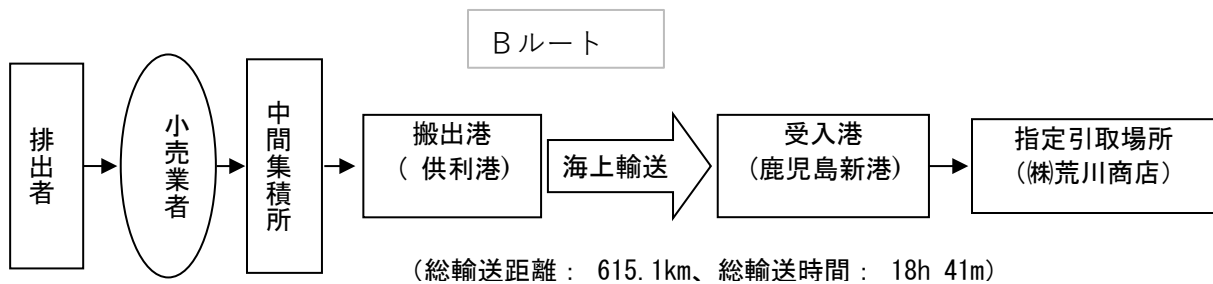 Bルート
排出者
小売業者
中間集積所
搬出港
( 供利港)
海上輸送
受入港
(鹿児島新港)
指定引取場所
(㈱荒川商店)
(総輸送距離： 615.1km、総輸送時間： 18h 41m)